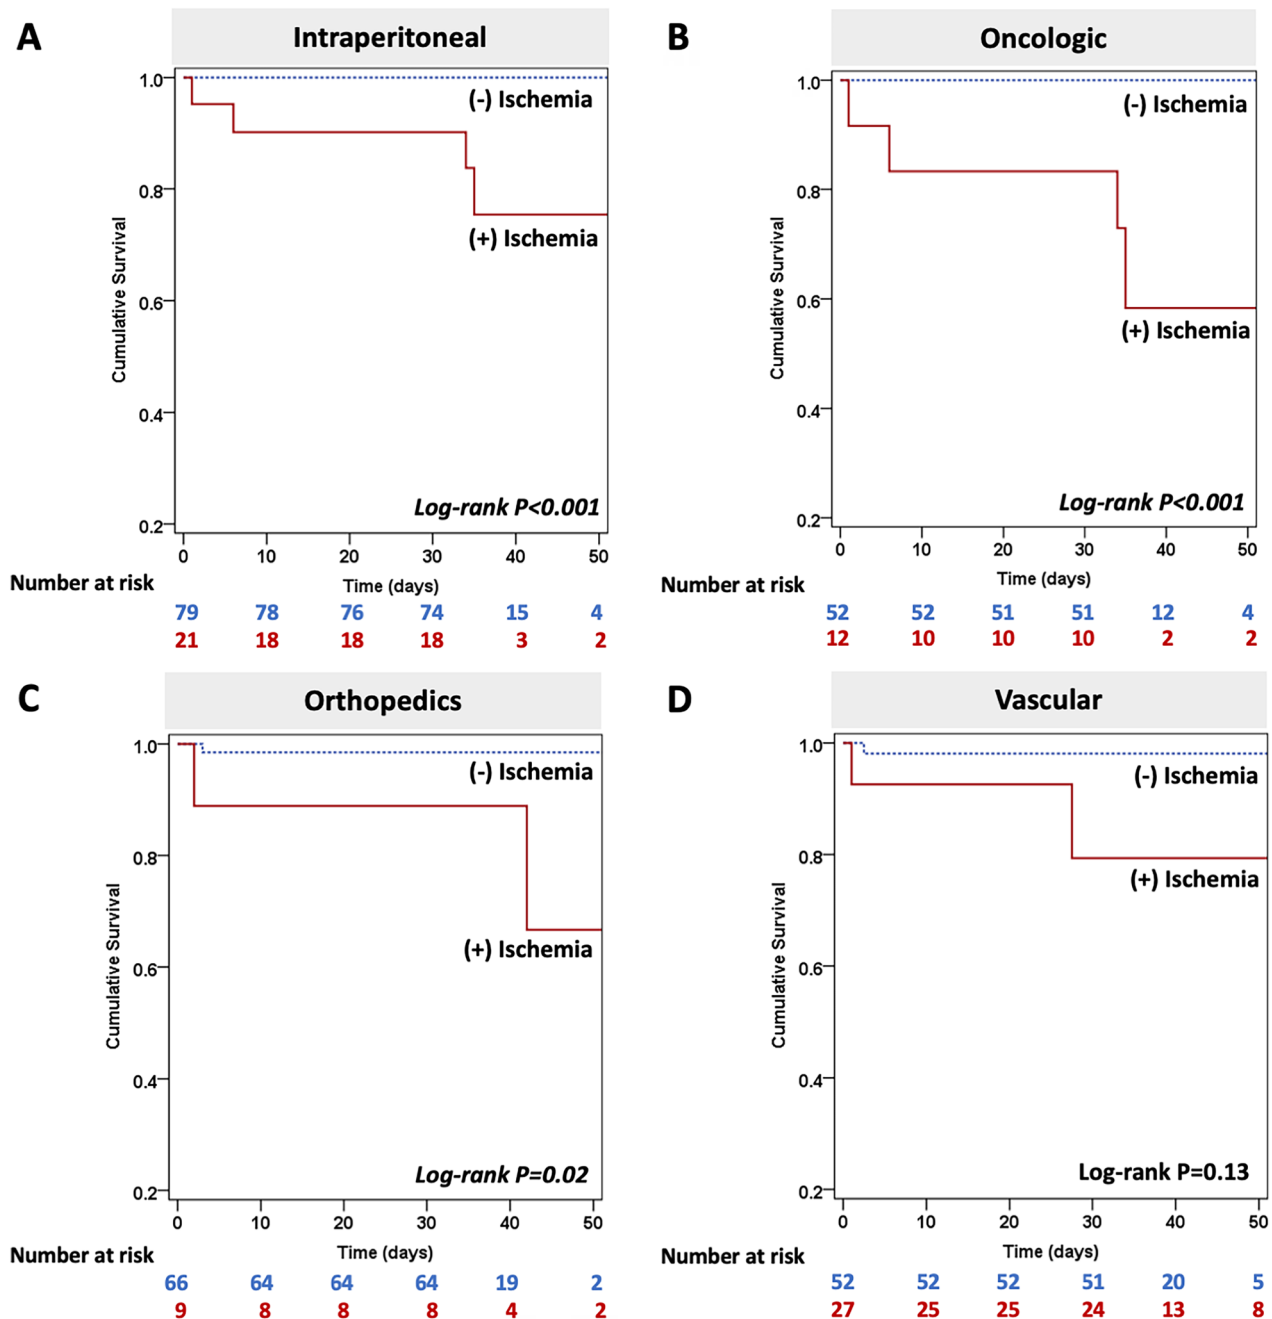 A
Intraperitoneal
1.0
0.8
0.6
0.4
0.2
Cumulative Survival
(-) Ischemia
(+) Ischemia
Log-rank P<0.001
0 10 20 30 40 50
Time (days)
Number at risk
79 78 76 74 15 4
21 18 18 18 3 2
B
Oncologic
1.0
0.8
0.6
0.4
0.2
Cumulative Survival
(-) Ischemia
(+) Ischemia
Log-rank P<0.001
0 10 20 30 40 50
Time (days)
Number at risk
52 52 51 51 12 4
12 10 10 10 2 2
C
Orthopedics
1.0
0.8
0.6
0.4
0.2
Cumulative Survival
(-) Ischemia
(+) Ischemia
Log-rank P=0.02
0 10 20 30 40 50
Time (days)
Number at risk
66 64 64 64 19 2
9 8 8 8 4 2
D
Vascular
1.0
0.8
0.6
0.4
0.2
Cumulative Survival
(-) Ischemia
(+) Ischemia
Log-rank P=0.13
0 10 20 30 40 50
Time (days)
Number at risk
52 52 52 51 20 5
27 25 25 24 13 8